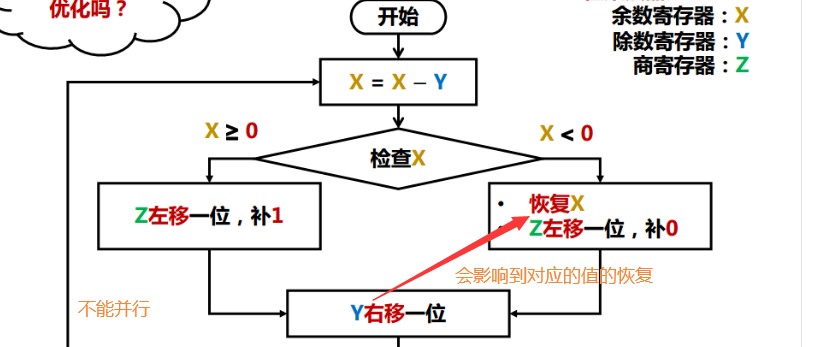 优化吗？
开始
余数寄存器：X
除数寄存器：Y
商寄存器：Z
X = X − Y
X ≥ 0
X < 0
检查X
Z左移一位，补1
• 恢复X
• Z左移一位，补0
会影响到对应的值的恢复
不能并行
Y右移一位